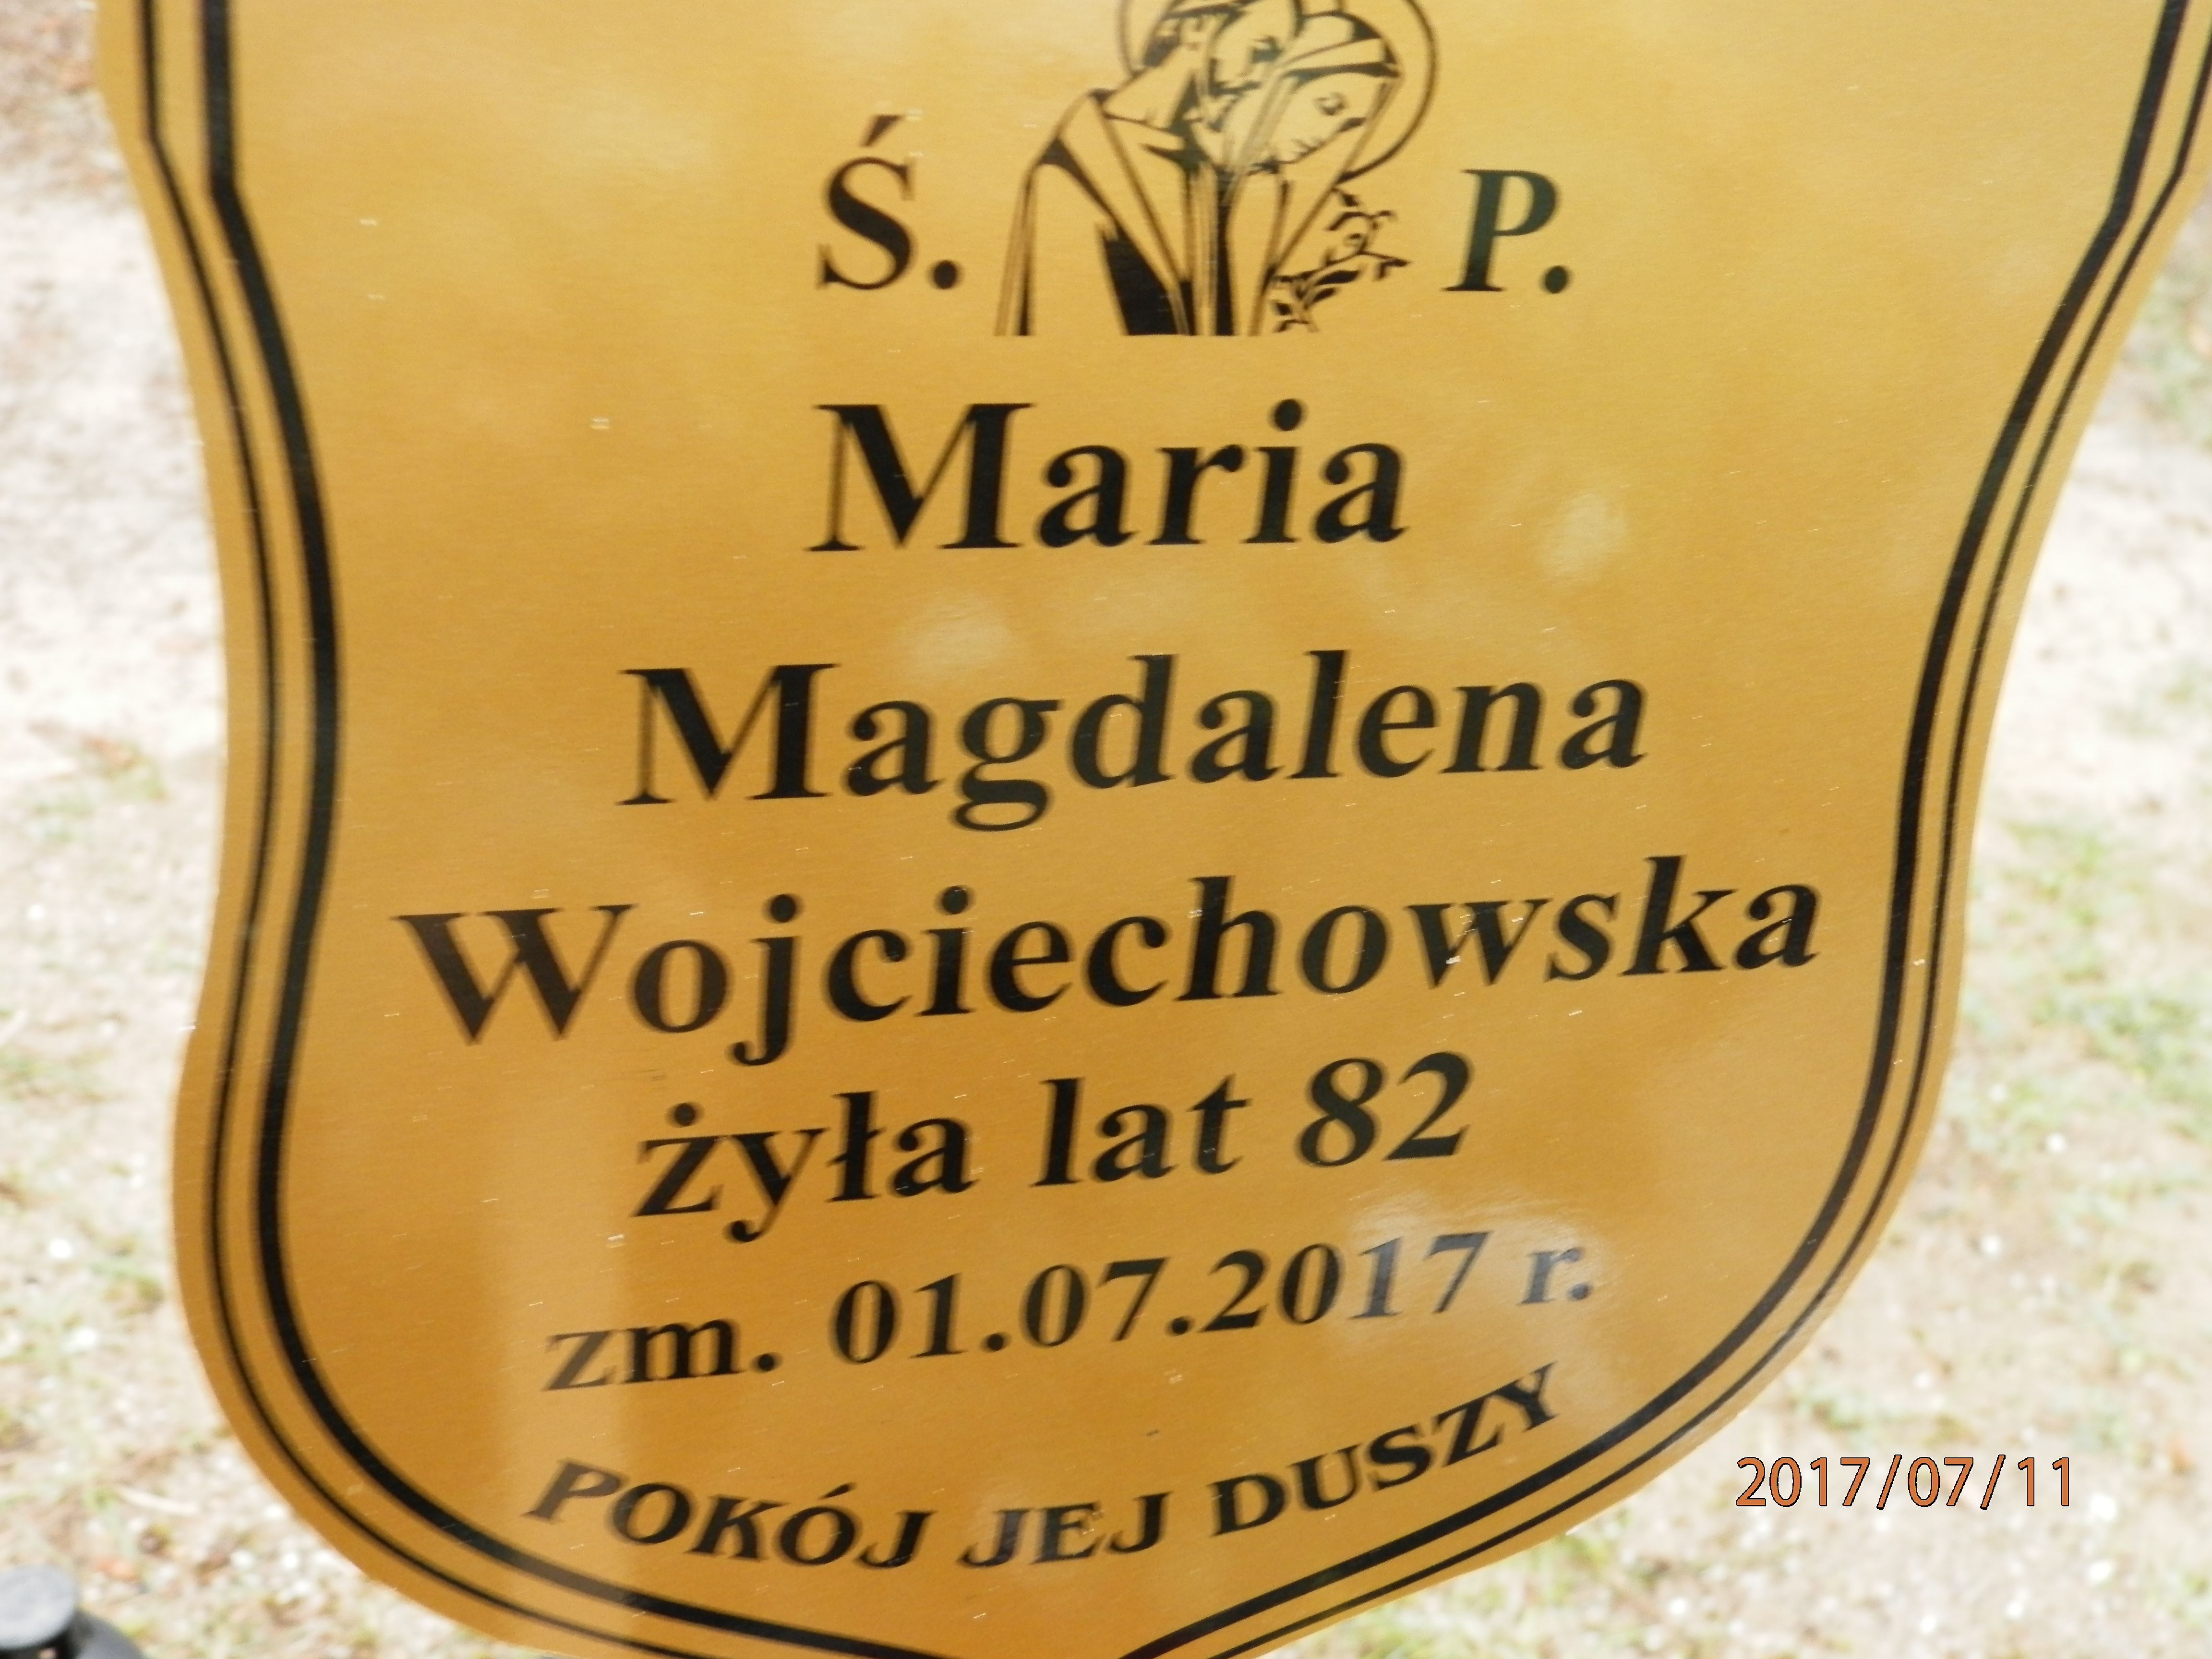 Ś. P.
Maria
Magdalena
Wojciechowska
żyła lat 82
zm. 01.07.2017 r.
POKÓJ JEJ DUSZY
2017/07/11